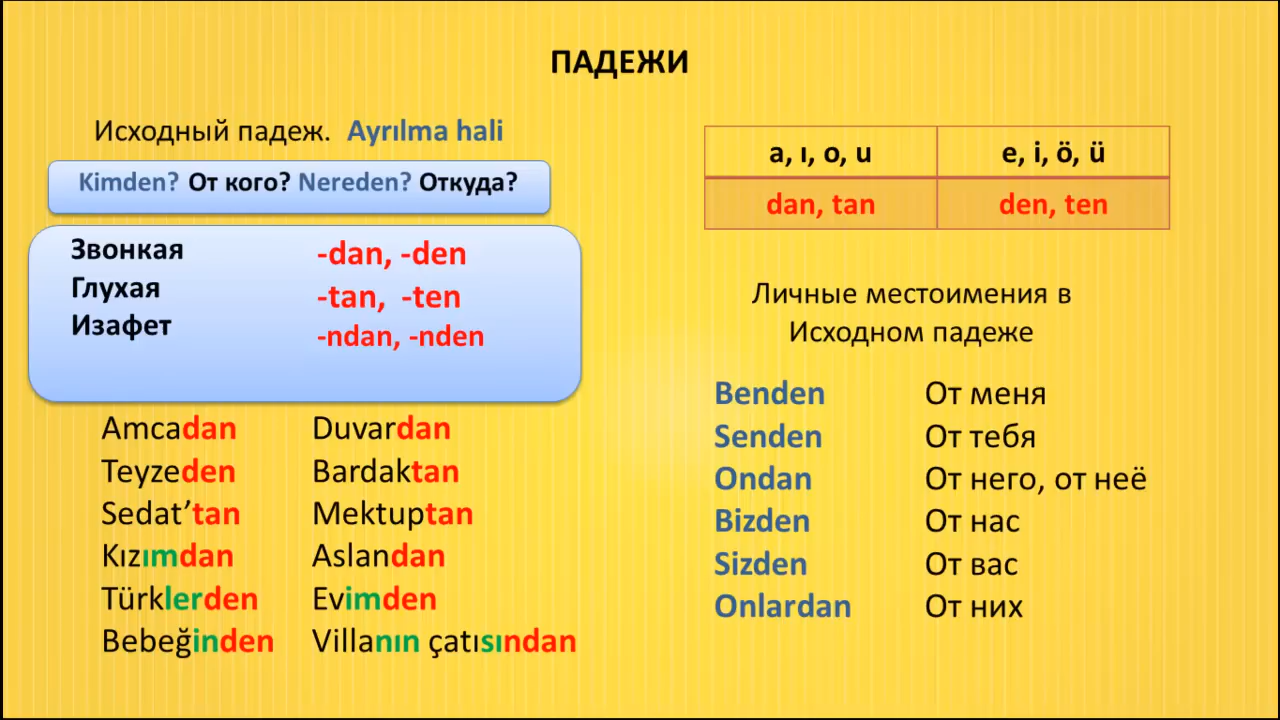 ПАДЕЖИ
Исходный падеж. Ayrılma hali
Kimden? От кого? Nereden? Откуда?
Звонкая -dan, -den
Глухая -tan, -ten
Изафет -ndan, -nden
Amcadan Duvardan
Teyzeden Bardaktan
Sedat’tan Mektuptan
Kızımdan Aslandan
Türklerden Evimden
Bebeğinden Villanın çatısından
a, ı, o, u e, i, ö, ü
dan, tan den, ten
Личные местоимения в
Исходном падеже
Benden От меня
Senden От тебя
Ondan От него, от неё
Bizden От нас
Sizden От вас
Onlardan От них